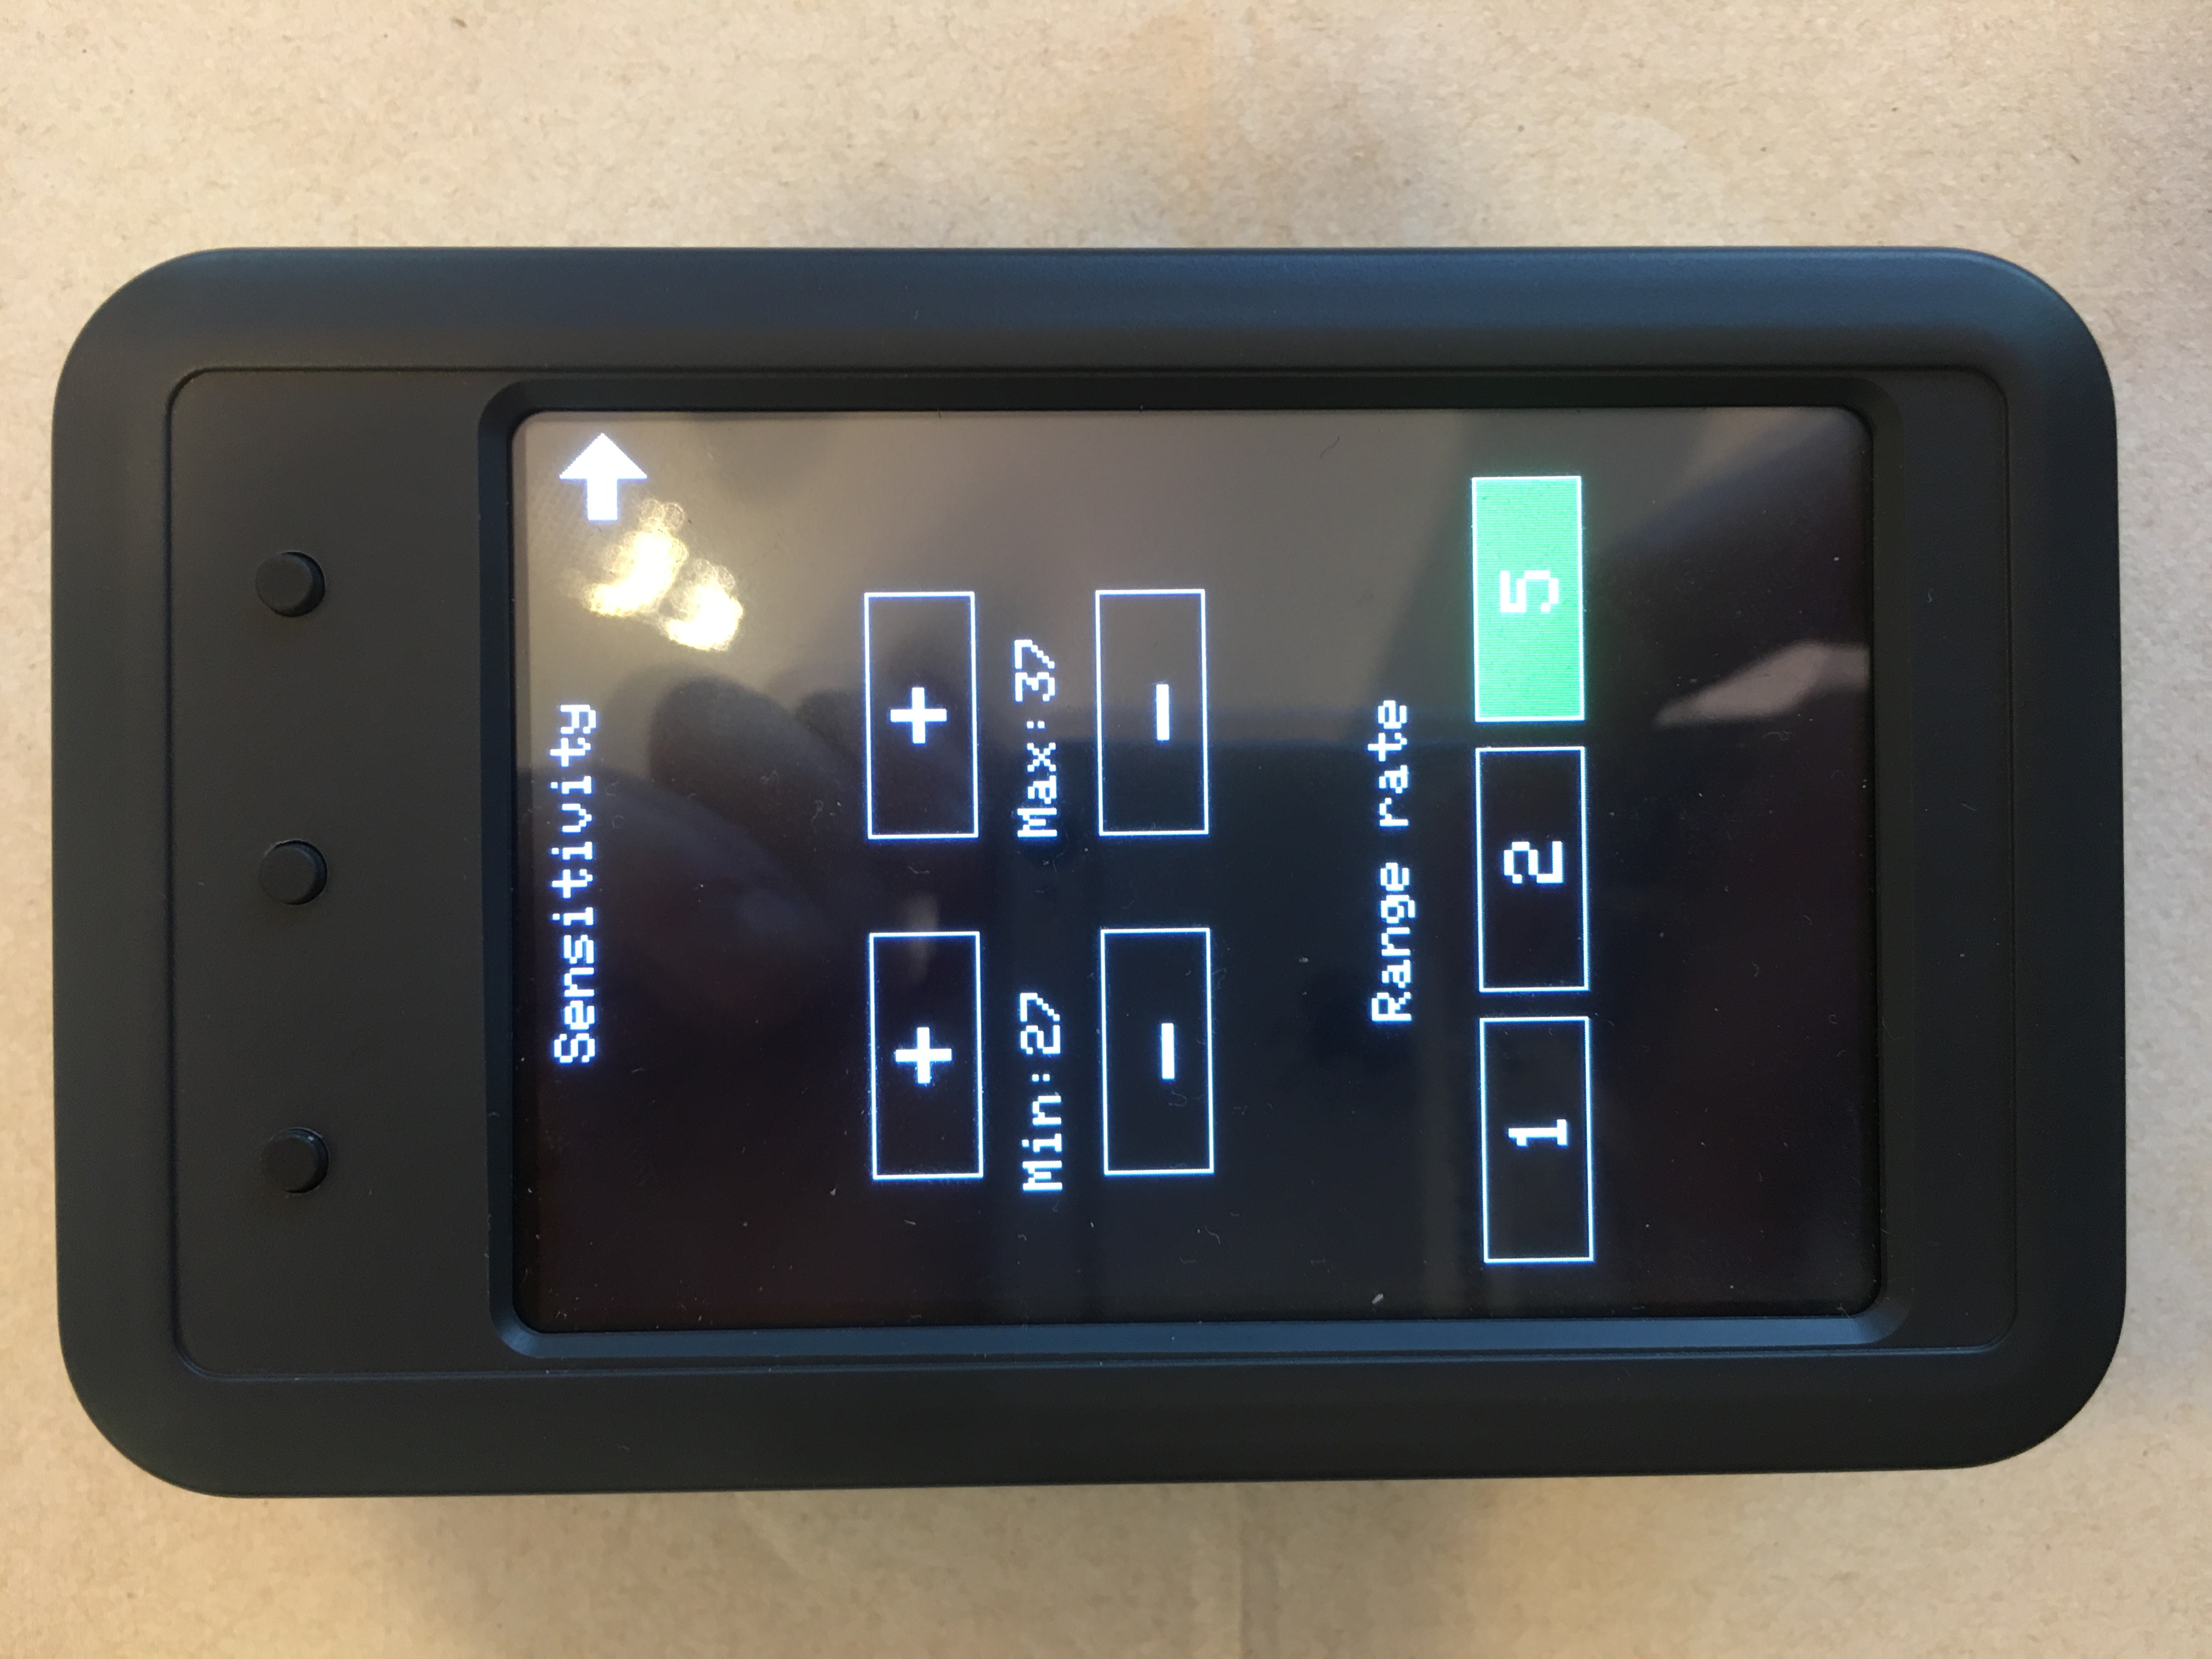 Sensitivity
+ +
Min:27 Max:37
- -
Range rate
1 2 5